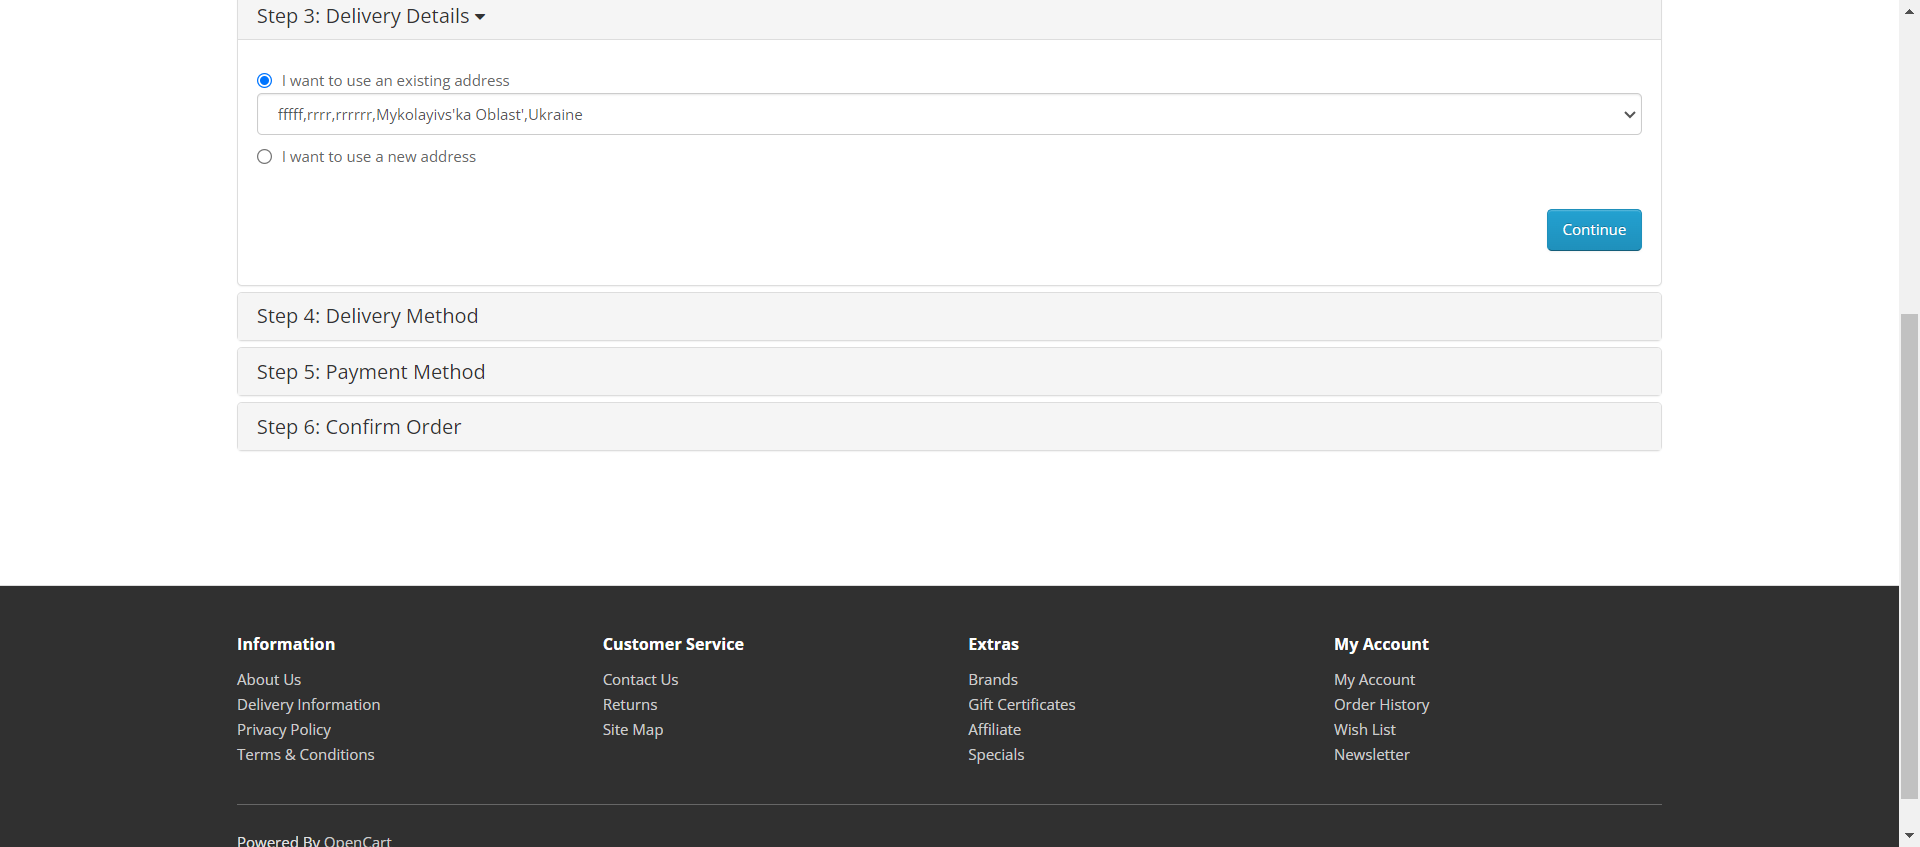 Step 3: Delivery Details
I want to use an existing address
fffff,rrrr,rrrrrr,Mykolayivs'ka Oblast',Ukraine
I want to use a new address
Continue
Step 4: Delivery Method
Step 5: Payment Method
Step 6: Confirm Order
Information
About Us
Delivery Information
Privacy Policy
Terms & Conditions
Customer Service
Contact Us
Returns
Site Map
Extras
Brands
Gift Certificates
Affiliate
Specials
My Account
My Account
Order History
Wish List
Newsletter
Powered By OpenCart